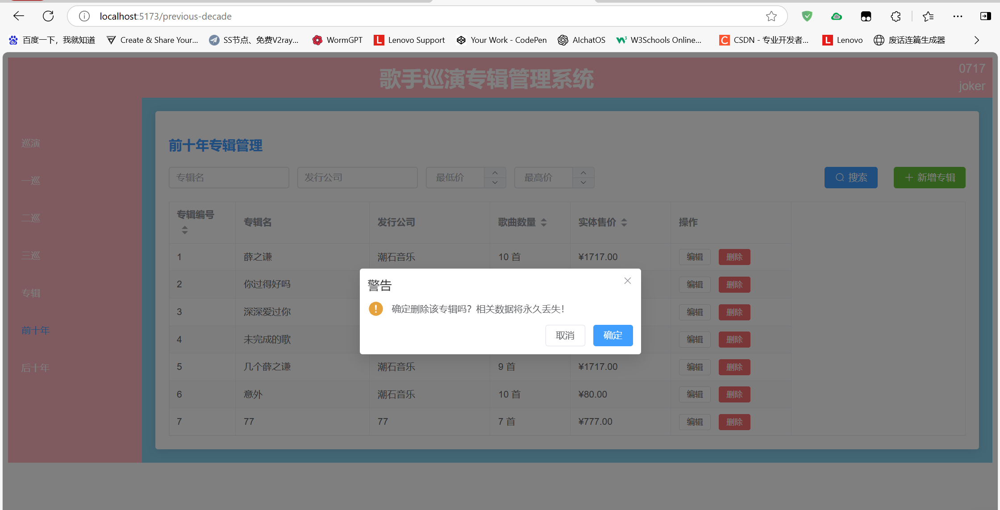 localhost:5173/previous-decade
百度一下，我就知道 Create & Share Your... SS节点、免费V2ray... WormGPT Lenovo Support Your Work - CodePen AIchatOS W3Schools Online... CSDN - 专业开发者... Lenovo 废话连篇生成器
歌手巡演专辑管理系统
0717
joker
巡演
一巡
二巡
三巡
专辑
前十年
后十年
前十年专辑管理
专辑名 发行公司 最低价 最高价 搜索 新增专辑
专辑编号 专辑名 发行公司 歌曲数量 实体售价 操作
1 薛之谦 潮石音乐 10 首 ¥1717.00 编辑 删除
2 你过得好吗 编辑 删除
3 深深爱过你 编辑 删除
4 未完成的歌 编辑 删除
5 几个薛之谦 潮石音乐 9 首 ¥1717.00 编辑 删除
6 意外 潮石音乐 10 首 ¥80.00 编辑 删除
7 77 77 7 首 ¥777.00 编辑 删除
警告
确定删除该专辑吗？相关数据将永久丢失！
取消 确定